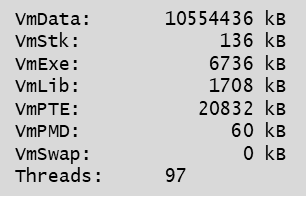 VmData: 10554436 kB
VmStk: 136 kB
VmExe: 6736 kB
VmLib: 1708 kB
VmPTE: 20832 kB
VmPMD: 60 kB
VmSwap: 0 kB
Threads: 97